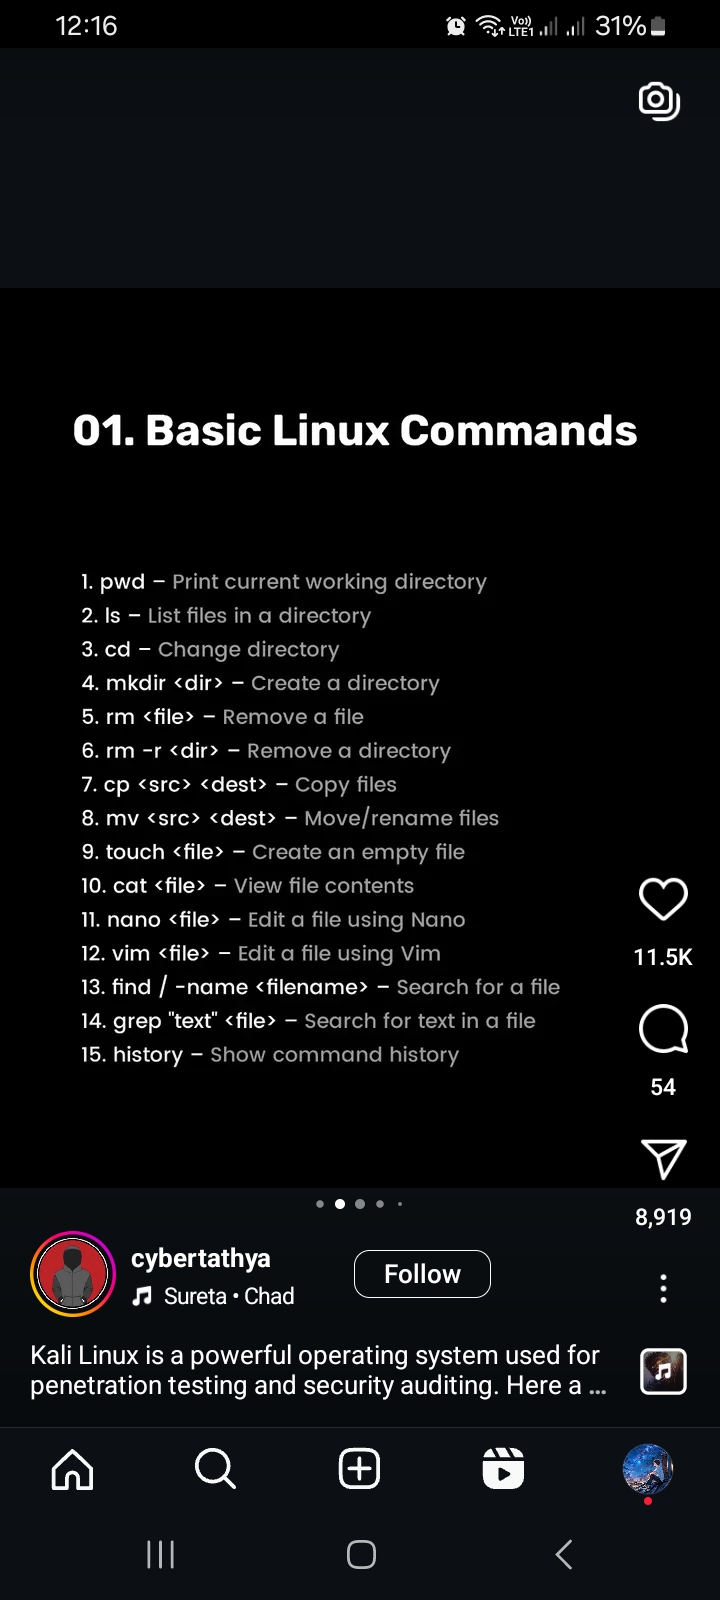 12:16
Vo))
LTE1
31%
01. Basic Linux Commands
1. pwd – Print current working directory
2. ls – List files in a directory
3. cd – Change directory
4. mkdir <dir> – Create a directory
5. rm <file> – Remove a file
6. rm -r <dir> – Remove a directory
7. cp <src> <dest> – Copy files
8. mv <src> <dest> – Move/rename files
9. touch <file> – Create an empty file
10. cat <file> – View file contents
11. nano <file> – Edit a file using Nano
12. vim <file> – Edit a file using Vim
13. find / -name <filename> – Search for a file
14. grep "text" <file> – Search for text in a file
15. history – Show command history
11.5K
54
8,919
cybertathya
Follow
Sureta • Chad
Kali Linux is a powerful operating system used for
penetration testing and security auditing. Here a ...